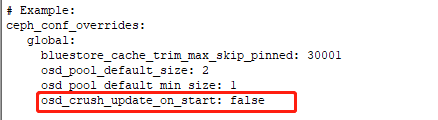 # Example:
ceph_conf_overrides:
global:
bluestore_cache_trim_max_skip_pinned: 30001
osd_pool_default_size: 2
osd_pool_default_min_size: 1
osd_crush_update_on_start: false